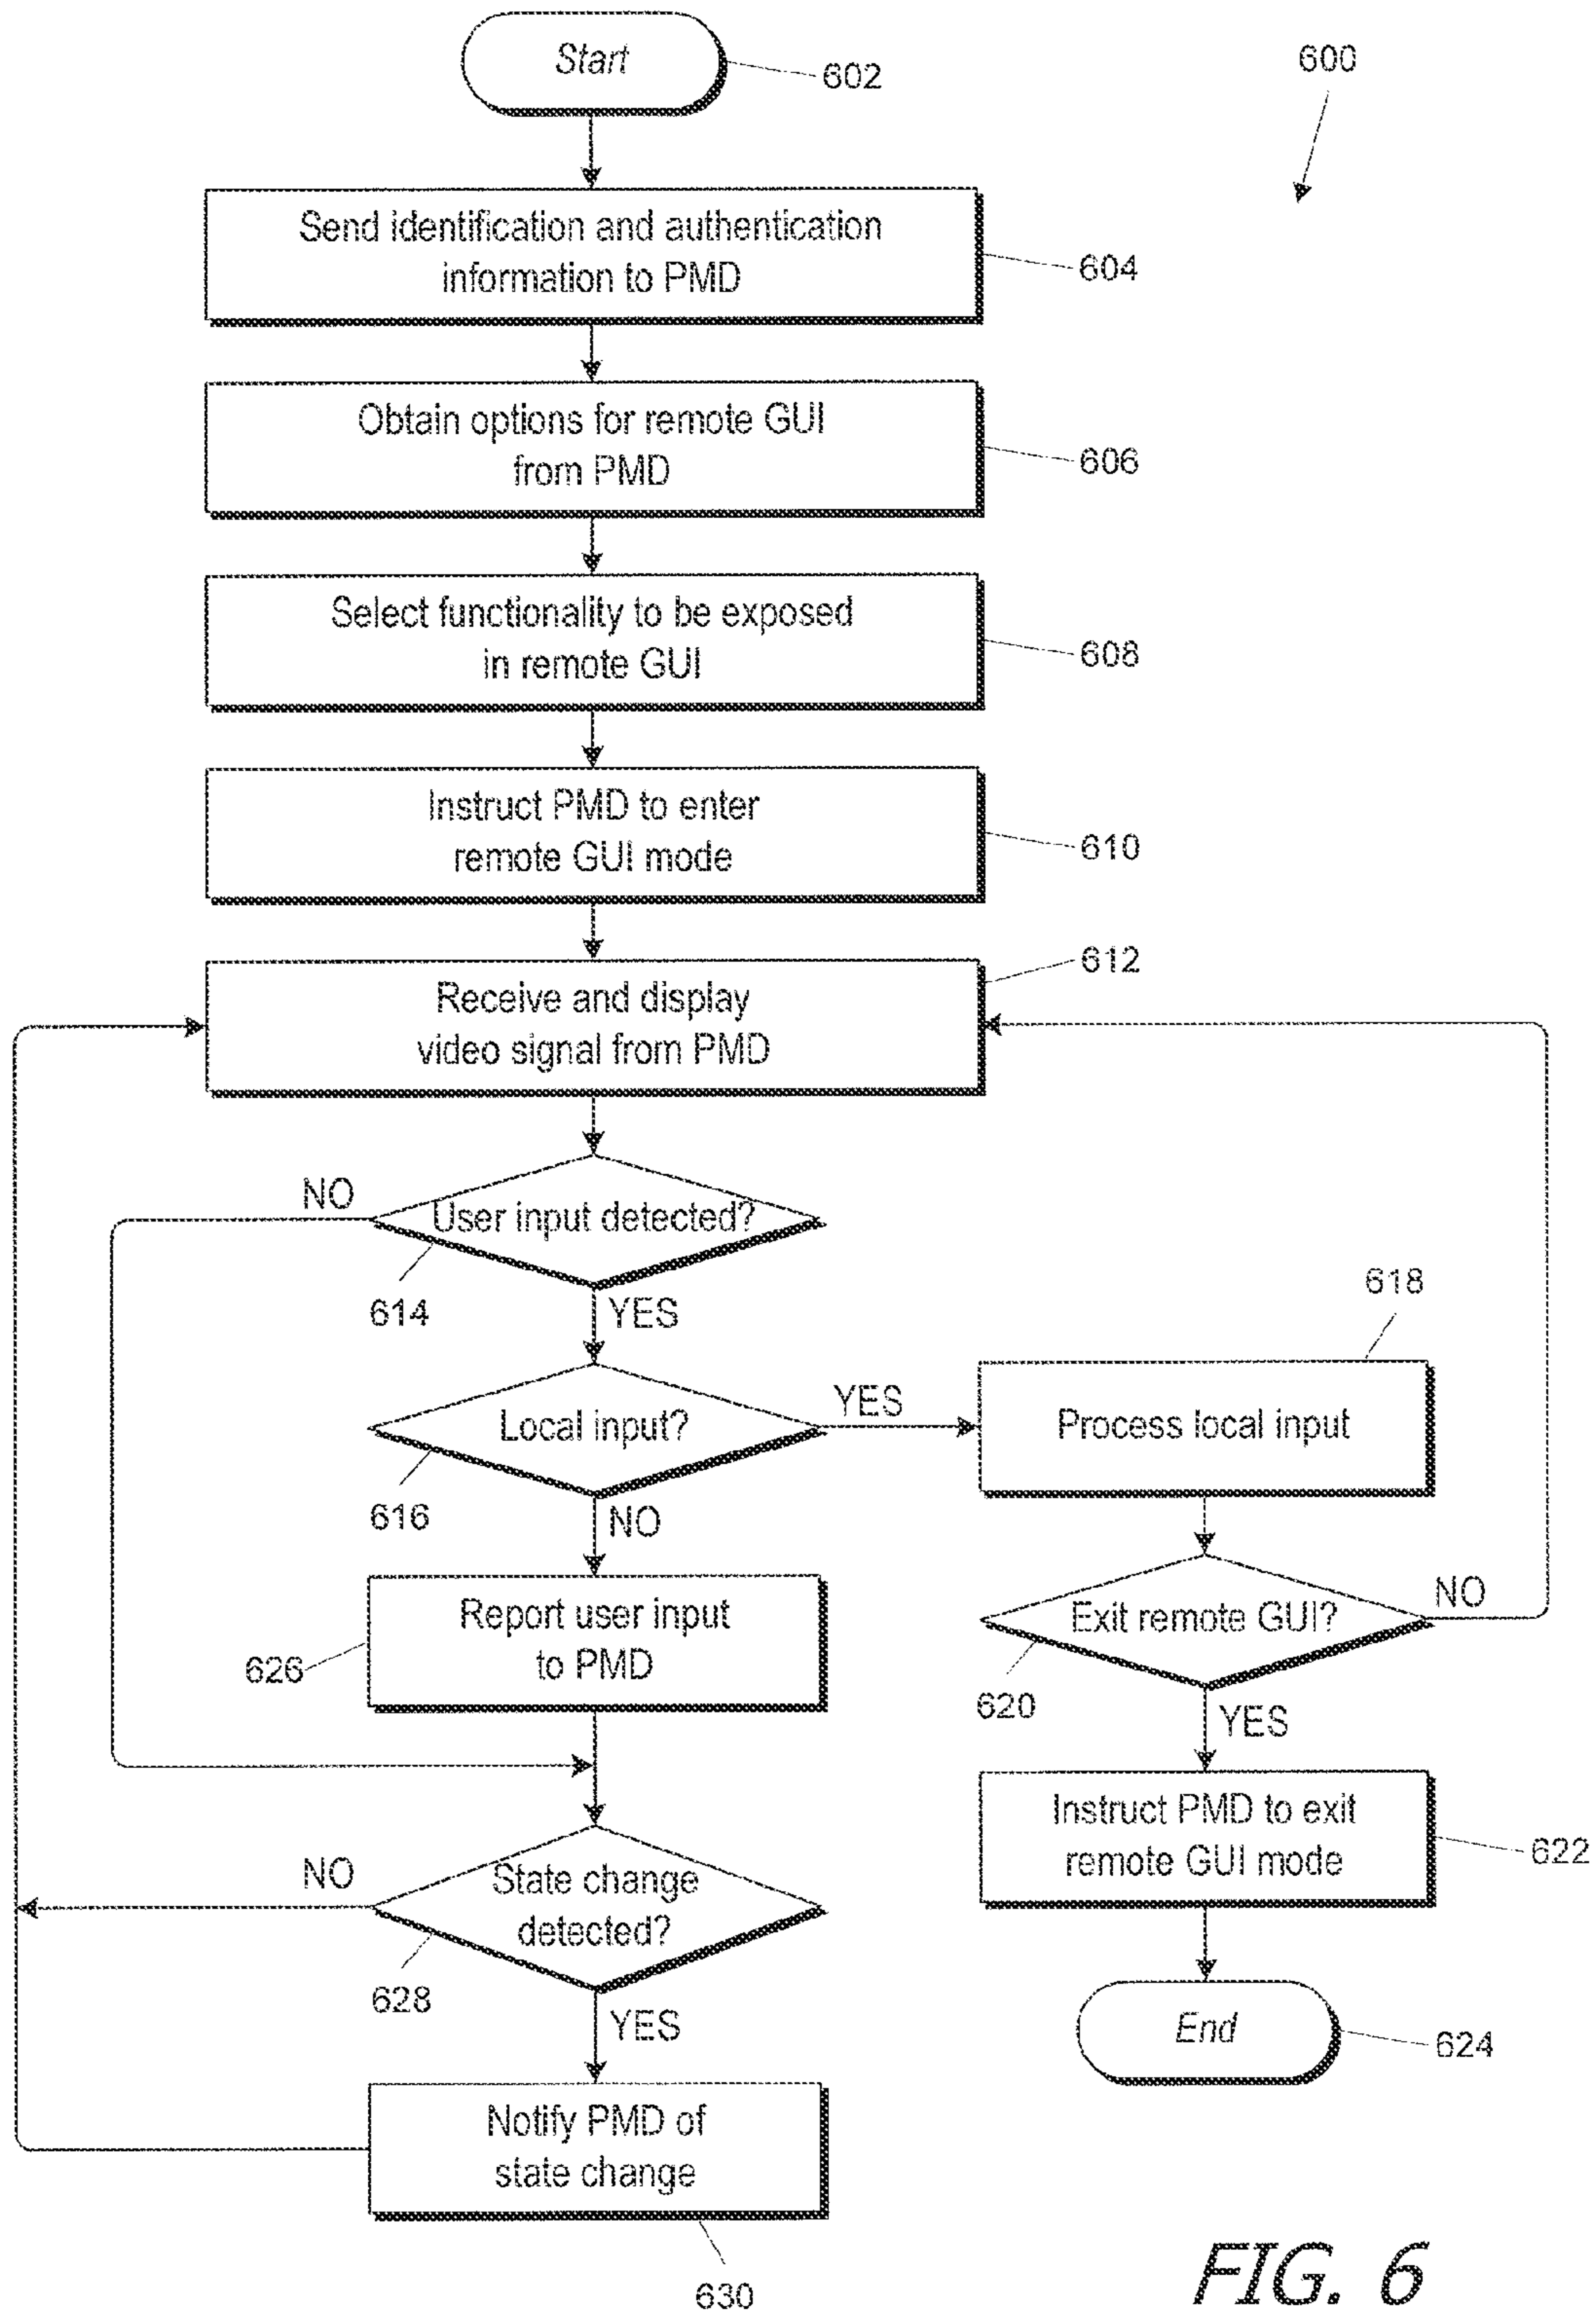 Start
602
600
Send identification and authentication
information to PMD
604
Obtain options for remote GUI
from PMD
606
Select functionality to be exposed
in remote GUI
608
Instruct PMD to enter
remote GUI mode
610
612
Receive and display
video signal from PMD
NO
User input detected?
614
YES
618
Local input?
YES
Process local input
616
NO
Report user input
to PMD
626
Exit remote GUI?
NO
620
YES
Instruct PMD to exit
remote GUI mode
622
NO
State change
detected?
628
YES
End
624
Notify PMD of
state change
630
FIG. 6